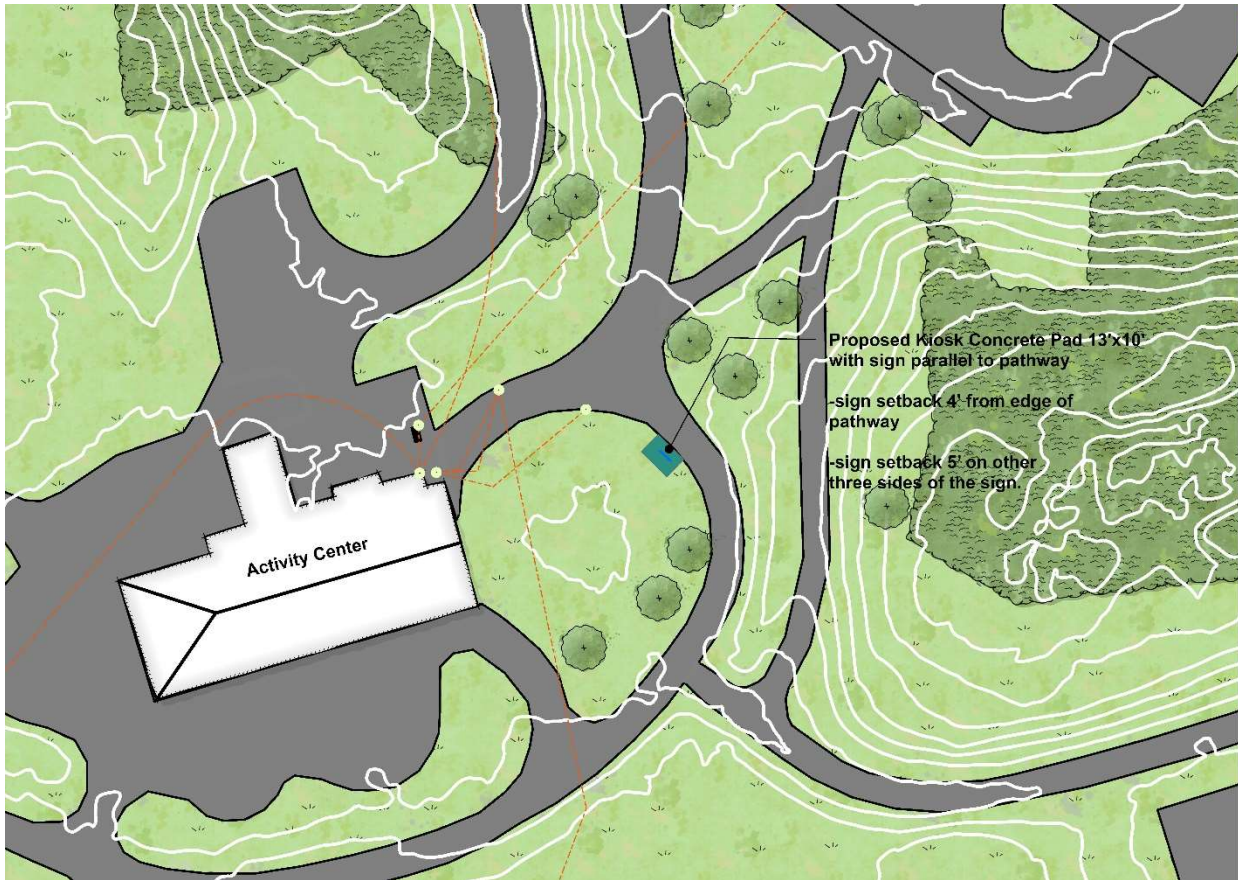 Proposed Kiosk Concrete Pad 13'x10'
with sign parallel to pathway
-sign setback 4' from edge of
pathway
-sign setback 5' on other
three sides of the sign.
Activity Center